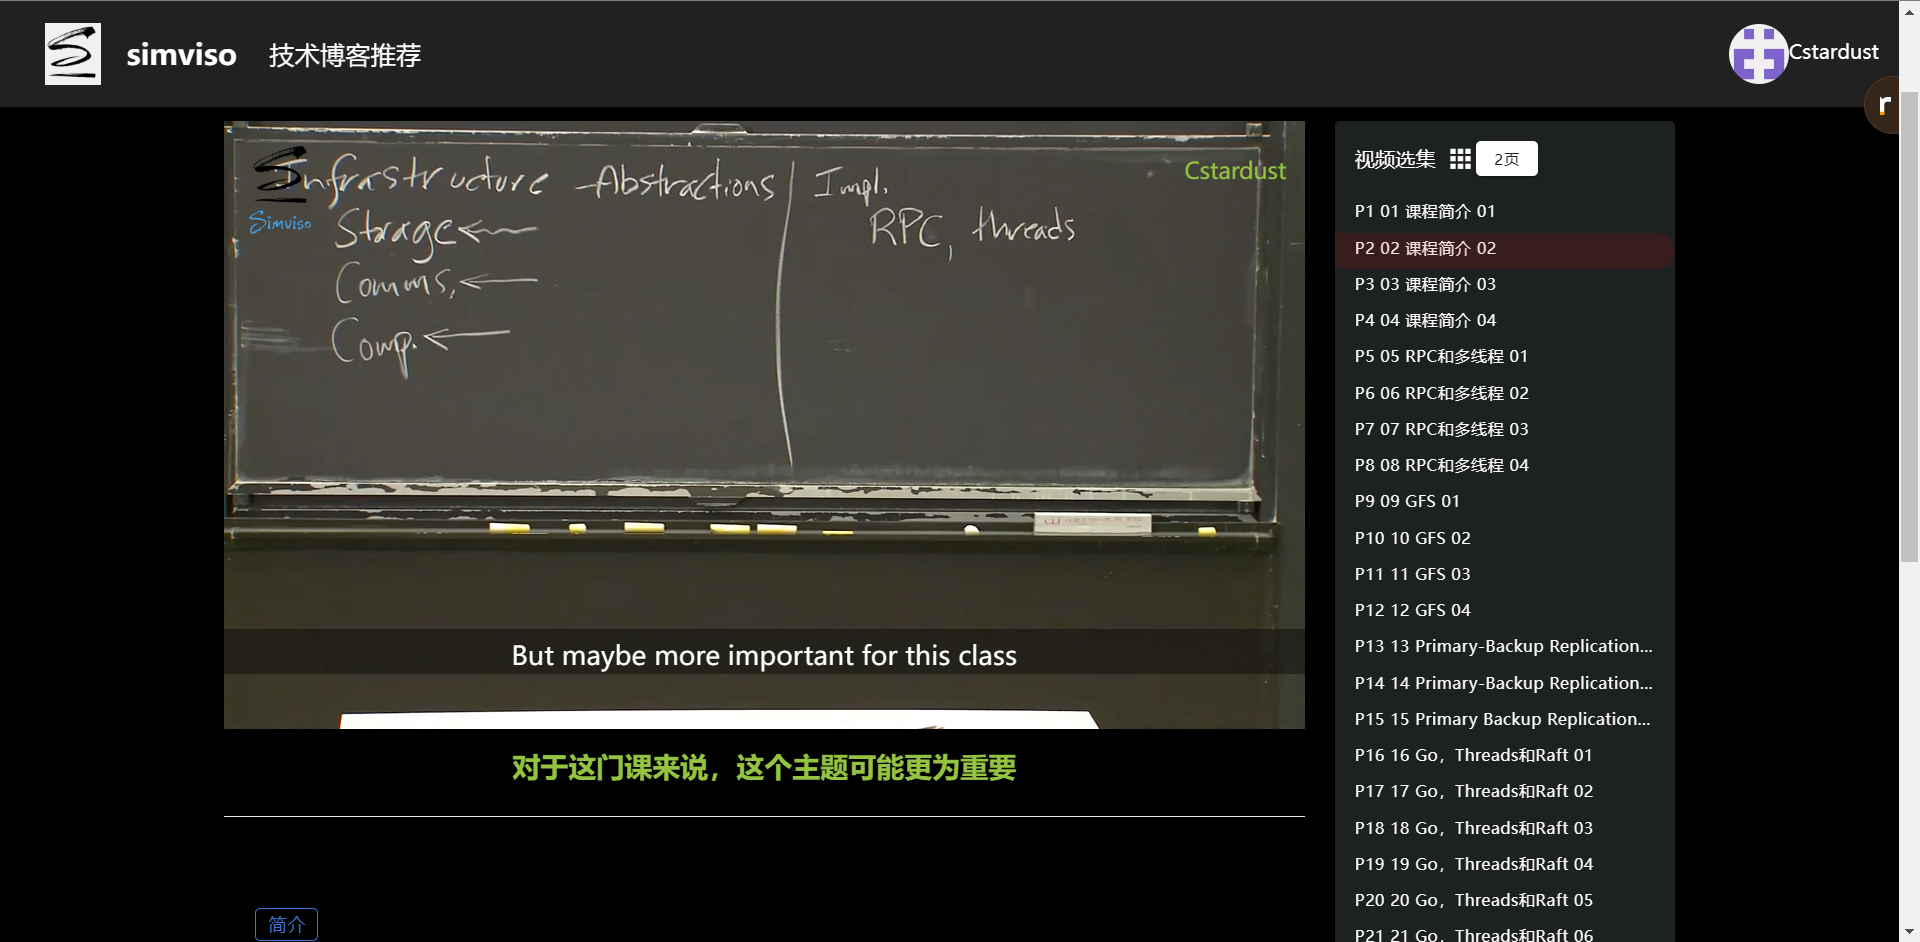 simviso 技术博客推荐
Cstardust
r
Infrastructure - Abstractions | Impl.
Simviso
Cstardust
Storage ←
RPC, threads
Comms. ←
Comp. ←
But maybe more important for this class
对于这门课来说，这个主题可能更为重要
简介
视频选集 2页
P1 01 课程简介 01
P2 02 课程简介 02
P3 03 课程简介 03
P4 04 课程简介 04
P5 05 RPC和多线程 01
P6 06 RPC和多线程 02
P7 07 RPC和多线程 03
P8 08 RPC和多线程 04
P9 09 GFS 01
P10 10 GFS 02
P11 11 GFS 03
P12 12 GFS 04
P13 13 Primary-Backup Replication...
P14 14 Primary-Backup Replication...
P15 15 Primary Backup Replication...
P16 16 Go，Threads和Raft 01
P17 17 Go，Threads和Raft 02
P18 18 Go，Threads和Raft 03
P19 19 Go，Threads和Raft 04
P20 20 Go，Threads和Raft 05
P21 21 Go，Threads和Raft 06